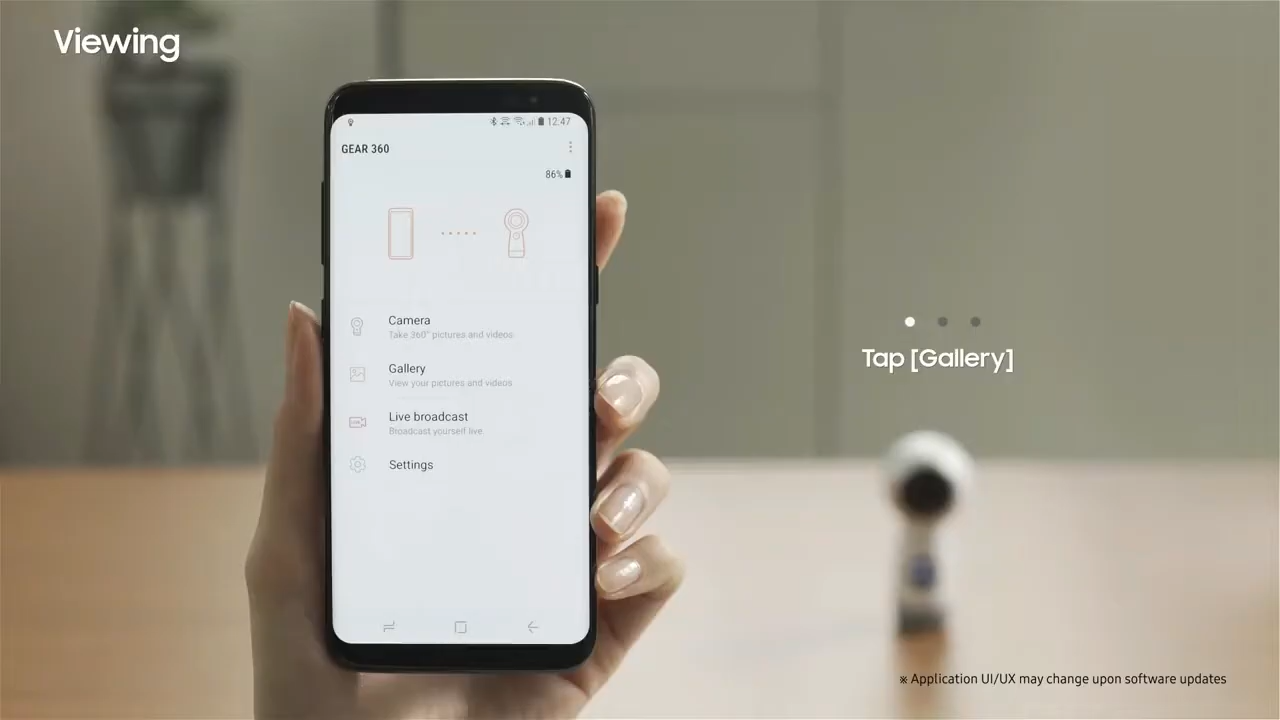 Viewing
12:47
GEAR 360
86%
Camera
Take 360° pictures and videos
Gallery
View your pictures and videos
Live broadcast
LIVE
Broadcast yourself live
Settings
Tap [Gallery]
※ Application UI/UX may change upon software updates